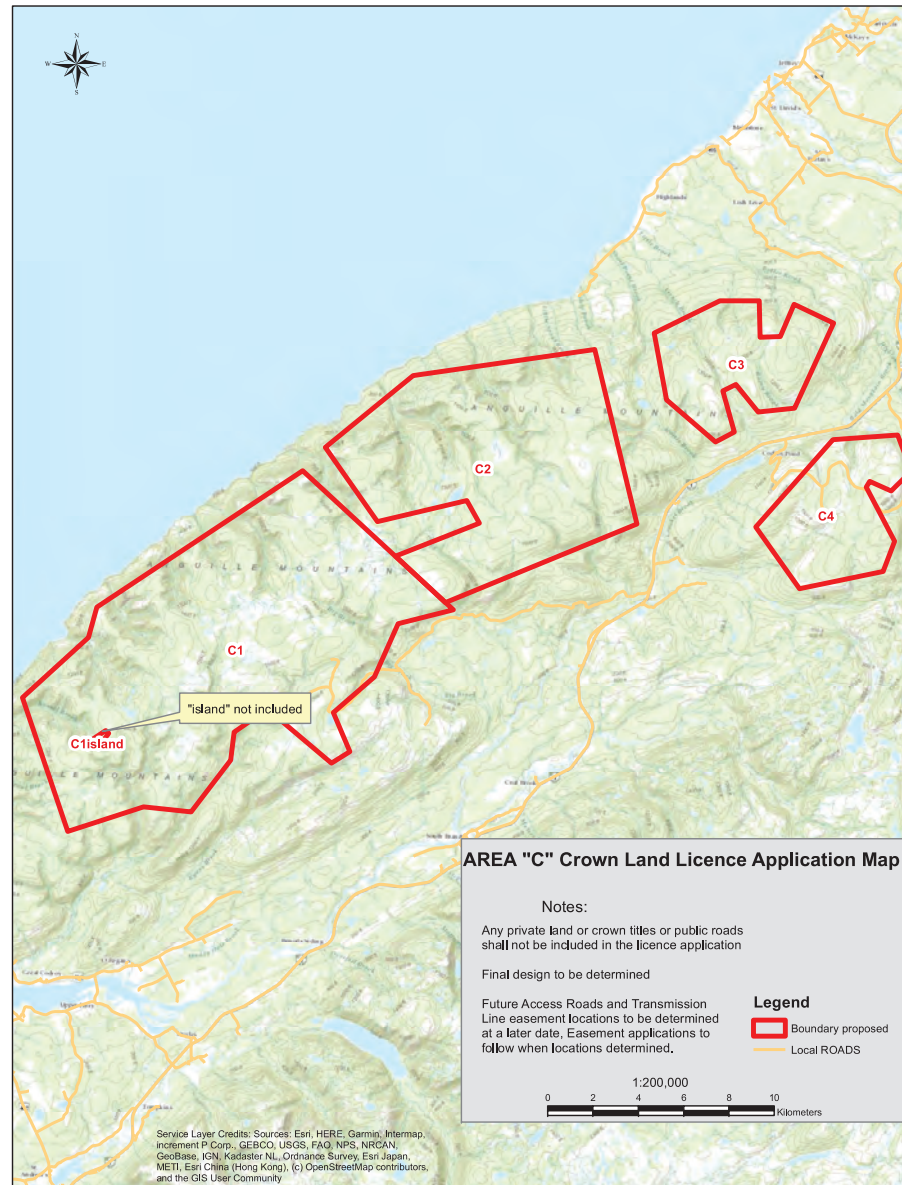 N
W E
S
Jeffrey
Highlands
C3
ANGUILLE MOUNTAIN
C2
C4
ANGUILLE MOUNTAINS
C1
"island" not included
C1island
GUILLE MOUNTAINS
AREA "C" Crown Land Licence Application Map
Notes:
Any private land or crown titles or public roads
shall not be included in the licence application
Final design to be determined
Future Access Roads and Transmission
Line easement locations to be determined
at a later date, Easement applications to
follow when locations determined.
Legend
Boundary proposed
Local ROADS
1:200,000
0 2 4 6 8 10
Kilometers
Service Layer Credits: Sources: Esri, HERE, Garmin, Intermap,
increment P Corp., GEBCO, USGS, FAO, NPS, NRCAN,
GeoBase, IGN, Kadaster NL, Ordnance Survey, Esri Japan,
METI, Esri China (Hong Kong), (c) OpenStreetMap contributors,
and the GIS User Community